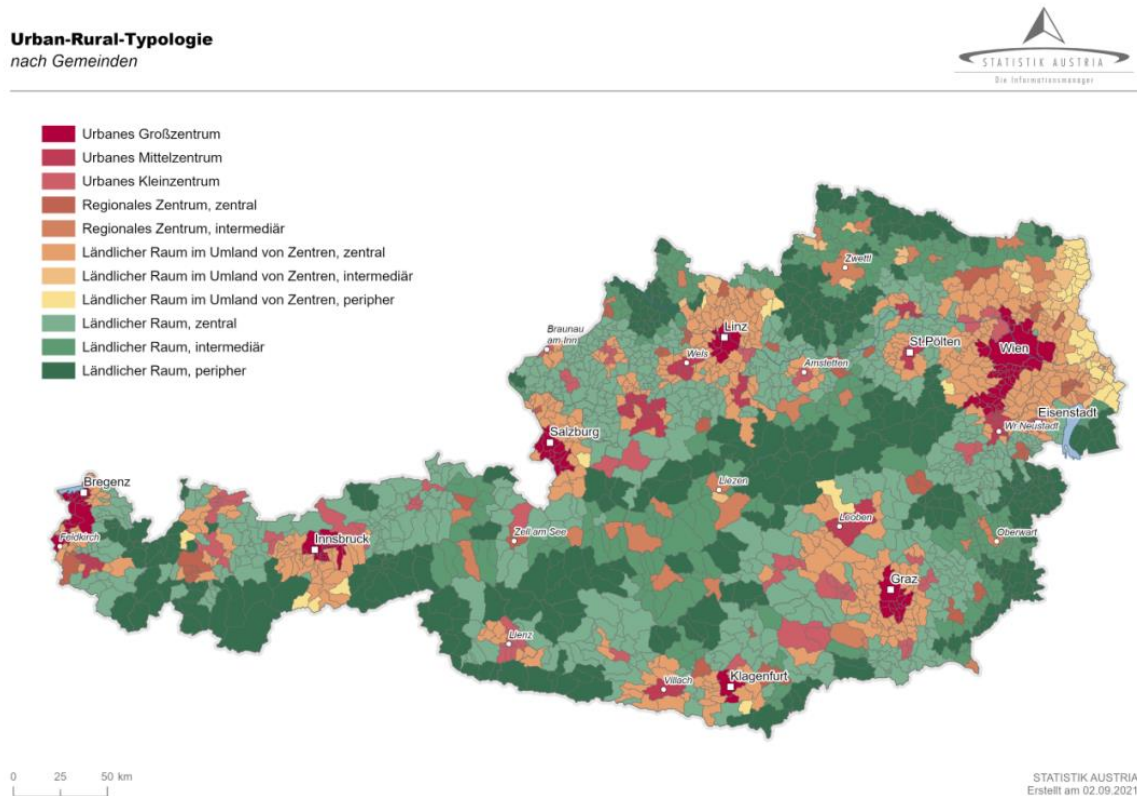 Urban-Rural-Typologie
nach Gemeinden
STATISTIK AUSTRIA
Die Informationsmanager
Urbanes Großzentrum
Urbanes Mittelzentrum
Urbanes Kleinzentrum
Regionales Zentrum, zentral
Regionales Zentrum, intermediär
Ländlicher Raum im Umland von Zentren, zentral
Ländlicher Raum im Umland von Zentren, intermediär
Ländlicher Raum im Umland von Zentren, peripher
Ländlicher Raum, zentral
Ländlicher Raum, intermediär
Ländlicher Raum, peripher
Zwettl
Braunau
am Inn
Linz
Wels
Amstetten
St.Pölten
Wien
Eisenstadt
Wr.Neustadt
Salzburg
Bregenz
Feldkirch
Innsbruck
Zell am See
Liezen
Leoben
Oberwart
Graz
Lienz
Villach
Klagenfurt
0 25 50 km
STATISTIK AUSTRIA
Erstellt am 02.09.2021